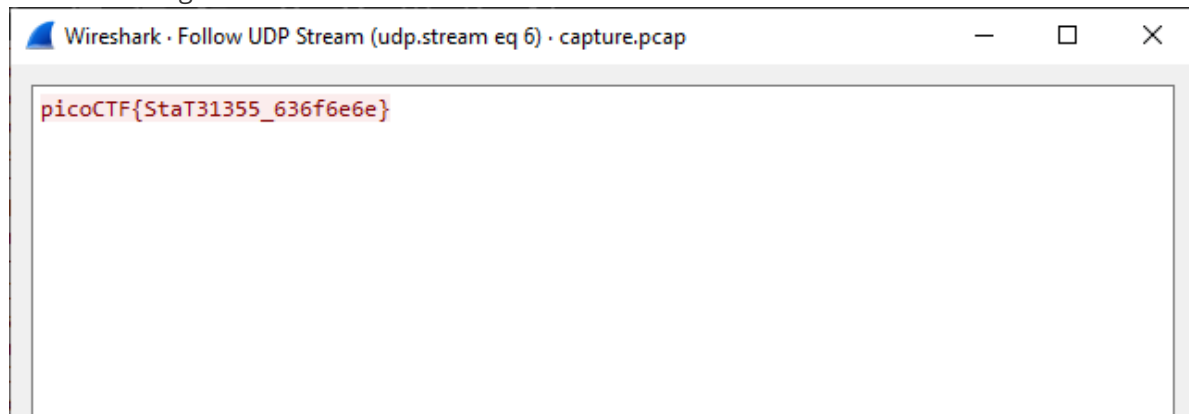 Wireshark · Follow UDP Stream (udp.stream eq 6) · capture.pcap
picoCTF{StaT31355_636f6e6e}